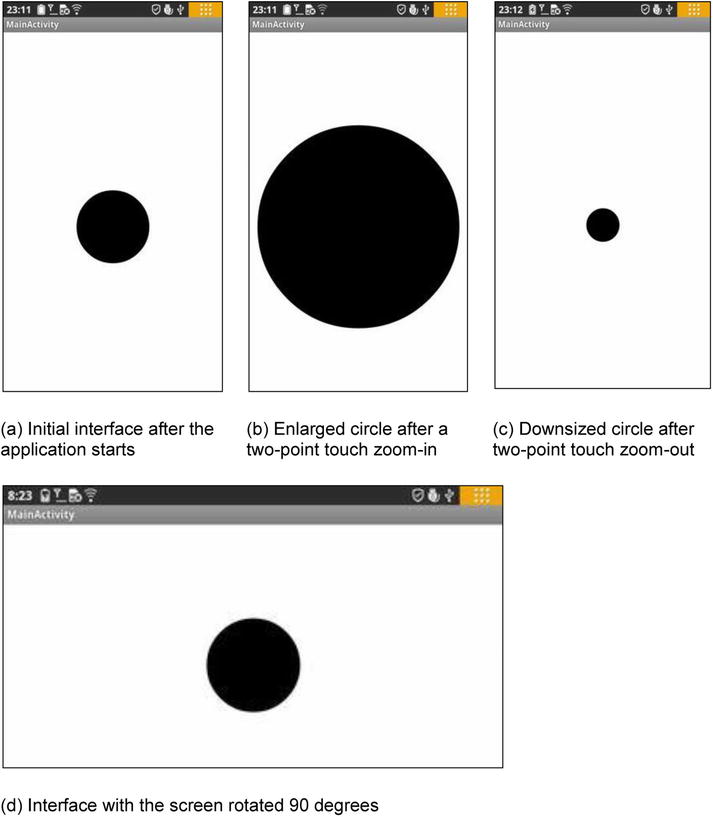 23:11
MainActivity
23:11
MainActivity
23:12
MainActivity
(a) Initial interface after the
application starts
(b) Enlarged circle after a
two-point touch zoom-in
(c) Downsized circle after
two-point touch zoom-out
8:23
MainActivity
(d) Interface with the screen rotated 90 degrees